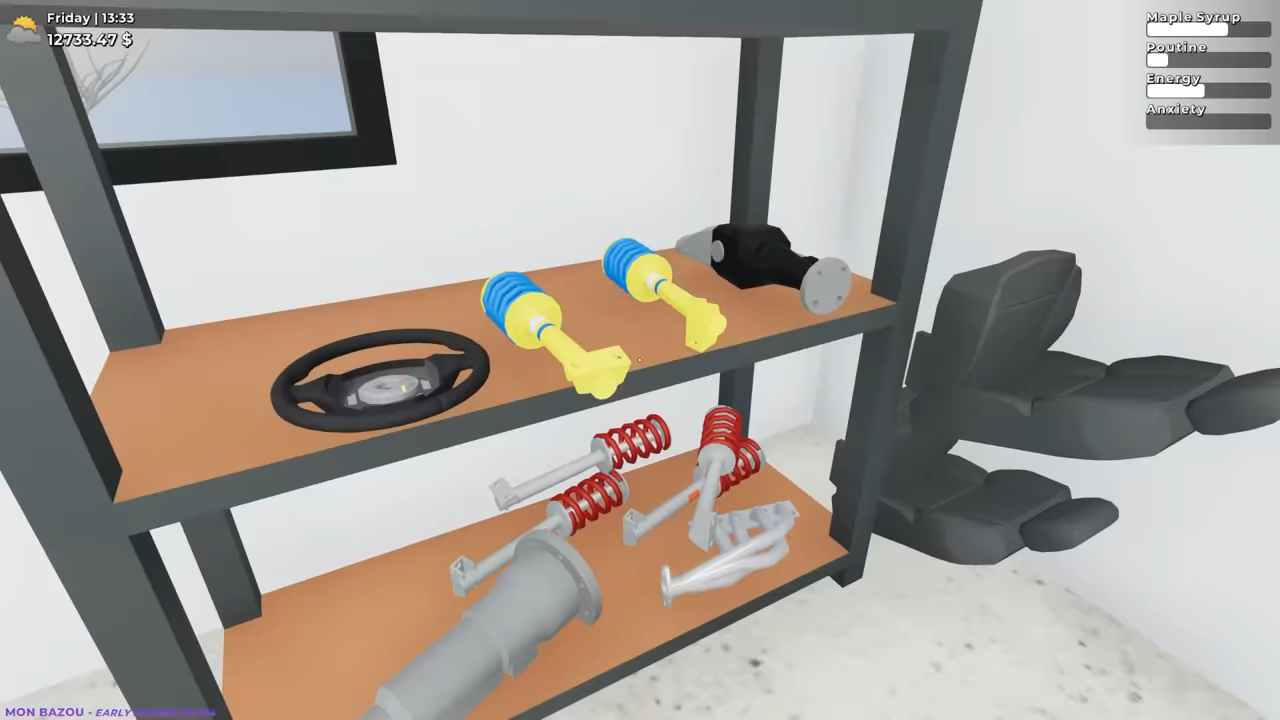 Friday | 13:33
12733.47 $
Maple Syrup
Poutine
Energy
Anxiety
MON BAZOU - EARLY